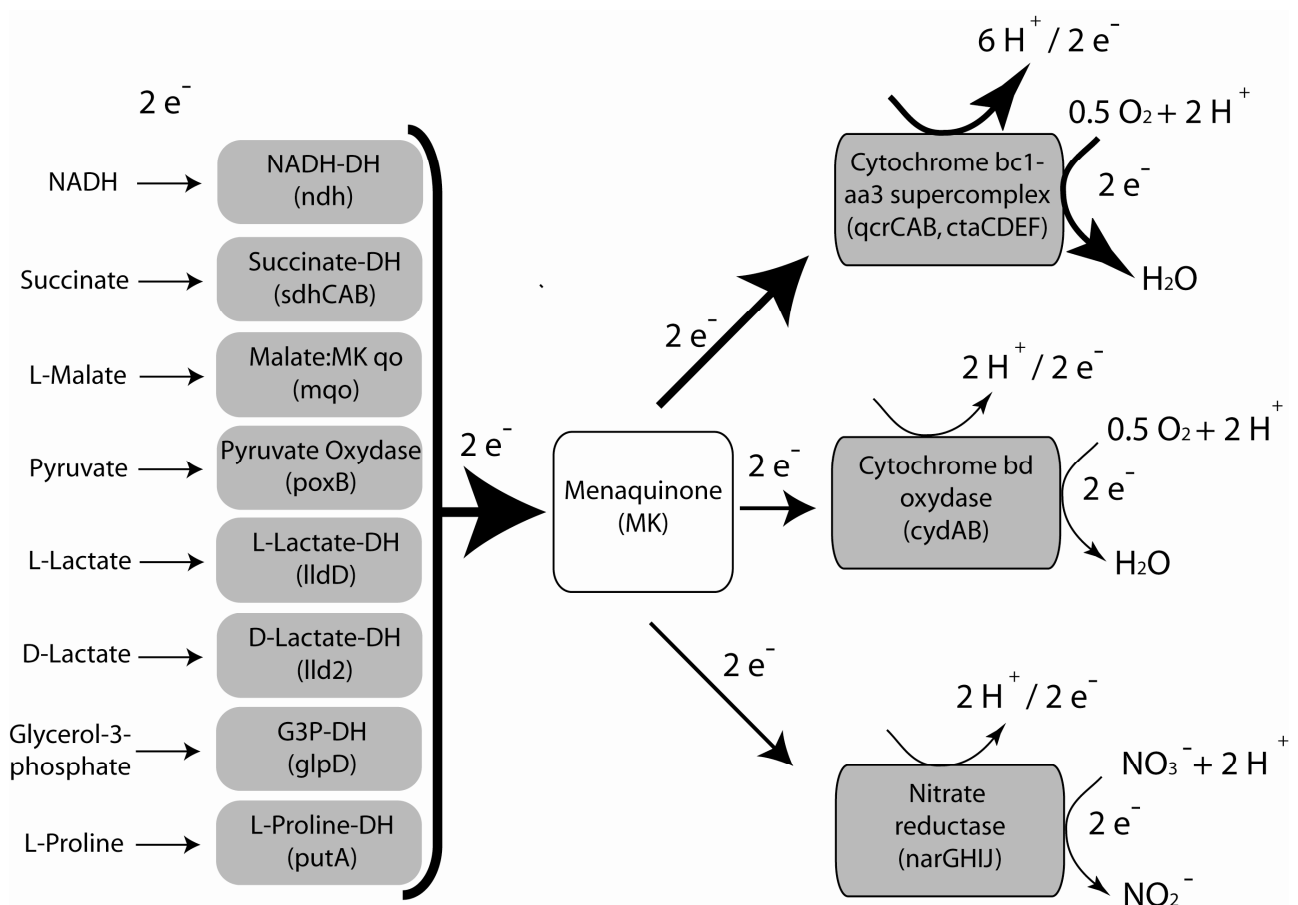 2 e⁻
NADH
NADH-DH
(ndh)
Succinate
Succinate-DH
(sdhCAB)
L-Malate
Malate:MK qo
(mqo)
Pyruvate
Pyruvate Oxydase
(poxB)
L-Lactate
L-Lactate-DH
(lldD)
D-Lactate
D-Lactate-DH
(lld2)
Glycerol-3-
phosphate
G3P-DH
(glpD)
L-Proline
L-Proline-DH
(putA)
2 e⁻
Menaquinone
(MK)
2 e⁻
6 H⁺ / 2 e⁻
Cytochrome bc1-
aa3 supercomplex
(qcrCAB, ctaCDEF)
0.5 O₂ + 2 H⁺
2 e⁻
H₂O
2 e⁻
2 H⁺ / 2 e⁻
Cytochrome bd
oxydase
(cydAB)
0.5 O₂ + 2 H⁺
2 e⁻
H₂O
2 e⁻
2 H⁺ / 2 e⁻
Nitrate
reductase
(narGHIJ)
NO₃⁻ + 2 H⁺
2 e⁻
NO₂⁻